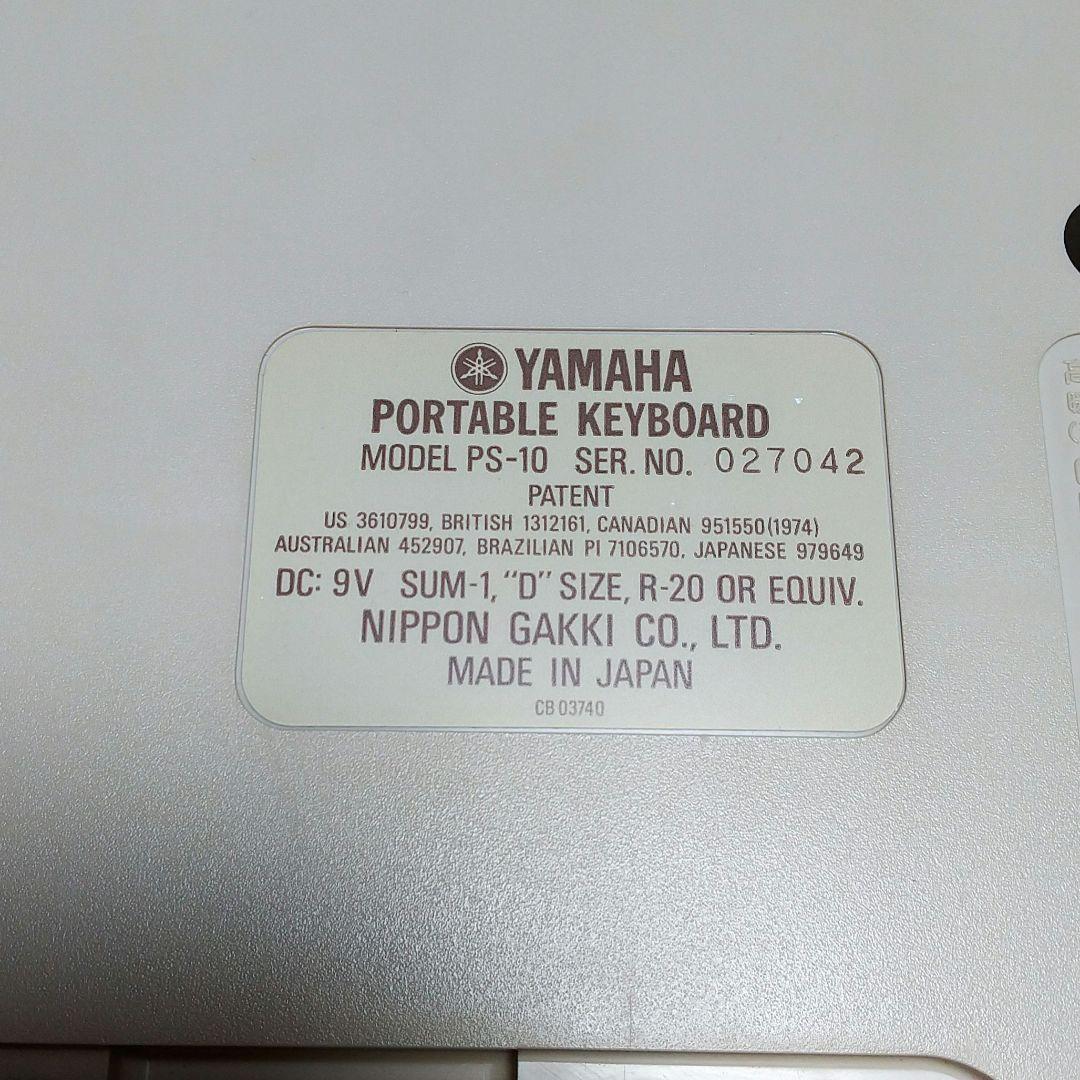 YAMAHA
PORTABLE KEYBOARD
MODEL PS-10 SER. NO. 027042
PATENT
US 3610799, BRITISH 1312161, CANADIAN 951550(1974)
AUSTRALIAN 452907, BRAZILIAN PI 7106570, JAPANESE 979649
DC: 9V SUM-1, "D" SIZE, R-20 OR EQUIV.
NIPPON GAKKI CO., LTD.
MADE IN JAPAN
CB 03740